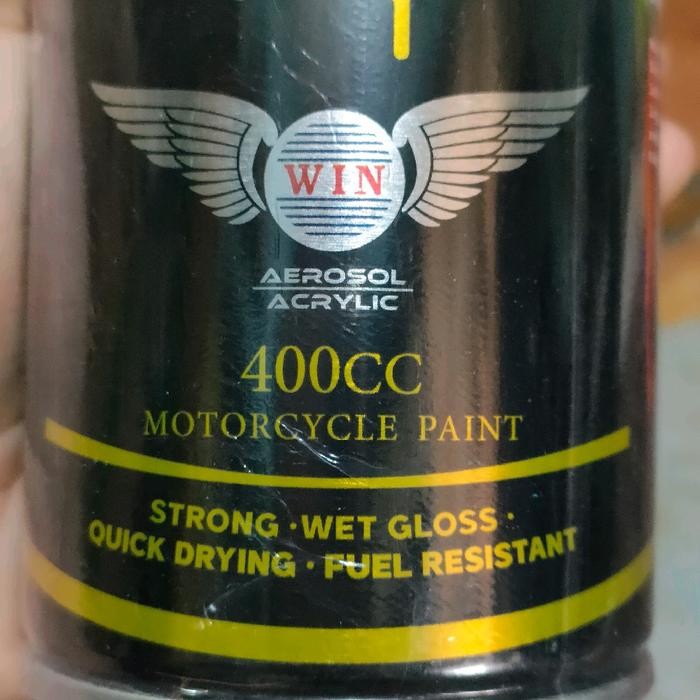 WIN
AEROSOL
ACRYLIC
400CC
MOTORCYCLE PAINT
STRONG · WET GLOSS ·
QUICK DRYING · FUEL RESISTANT